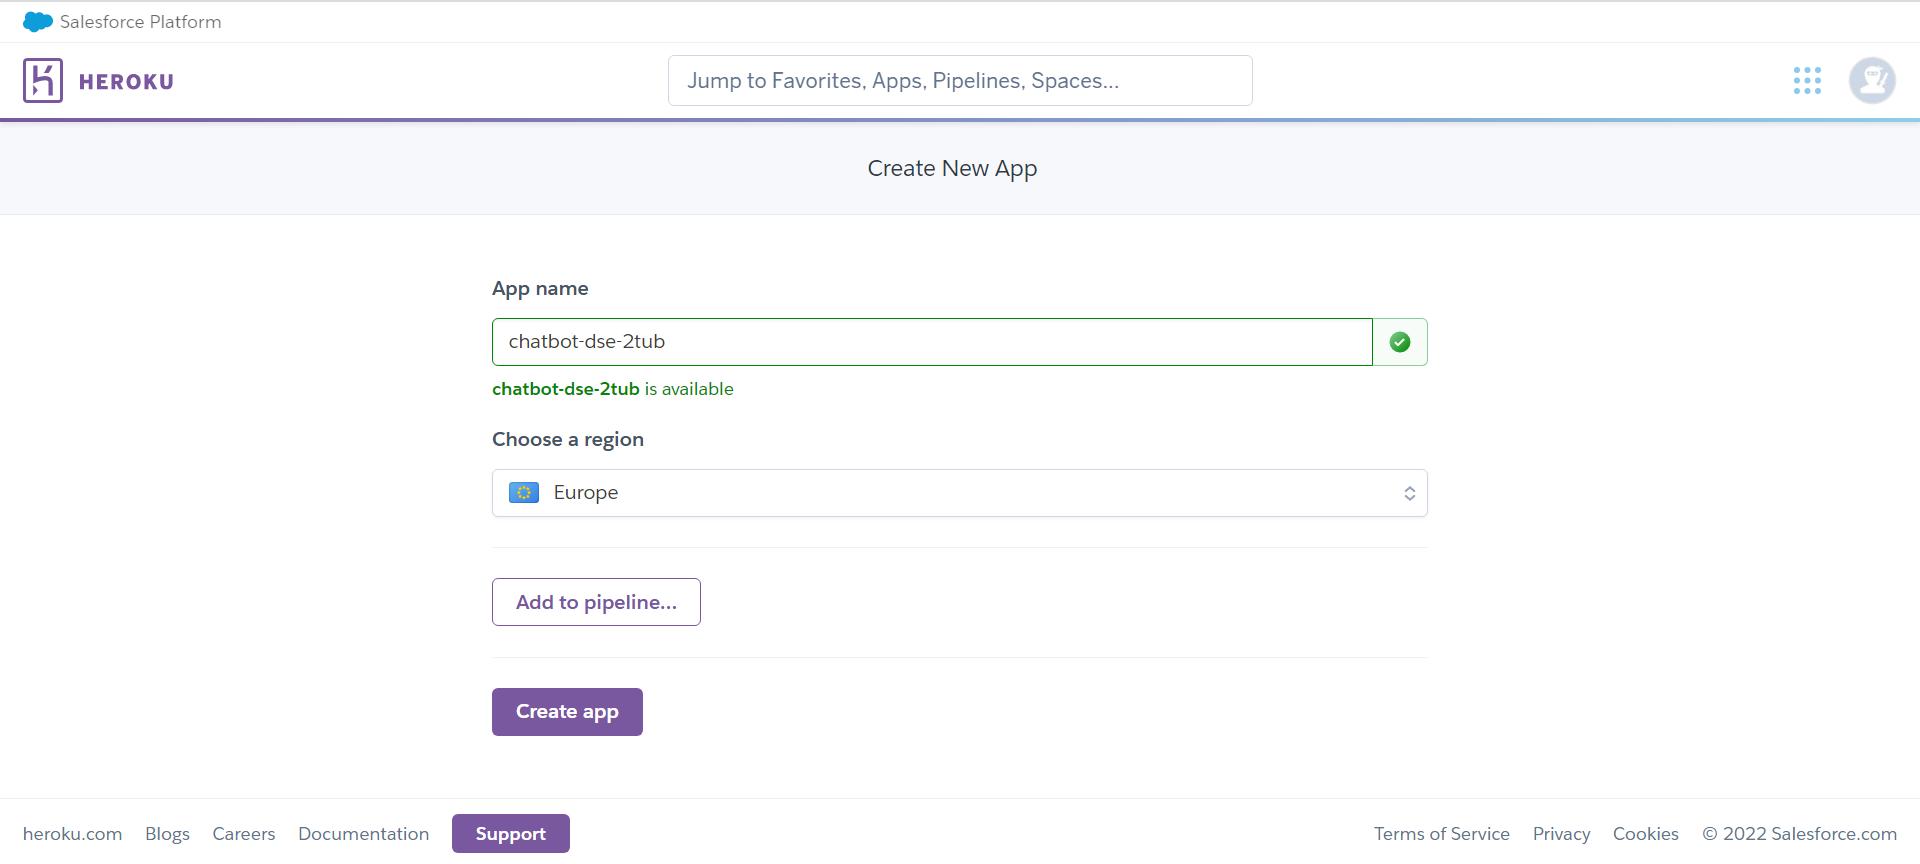 Salesforce Platform
HEROKU
Jump to Favorites, Apps, Pipelines, Spaces...
Create New App
App name
chatbot-dse-2tub
chatbot-dse-2tub is available
Choose a region
Europe
Add to pipeline...
Create app
heroku.com Blogs Careers Documentation Support Terms of Service Privacy Cookies © 2022 Salesforce.com